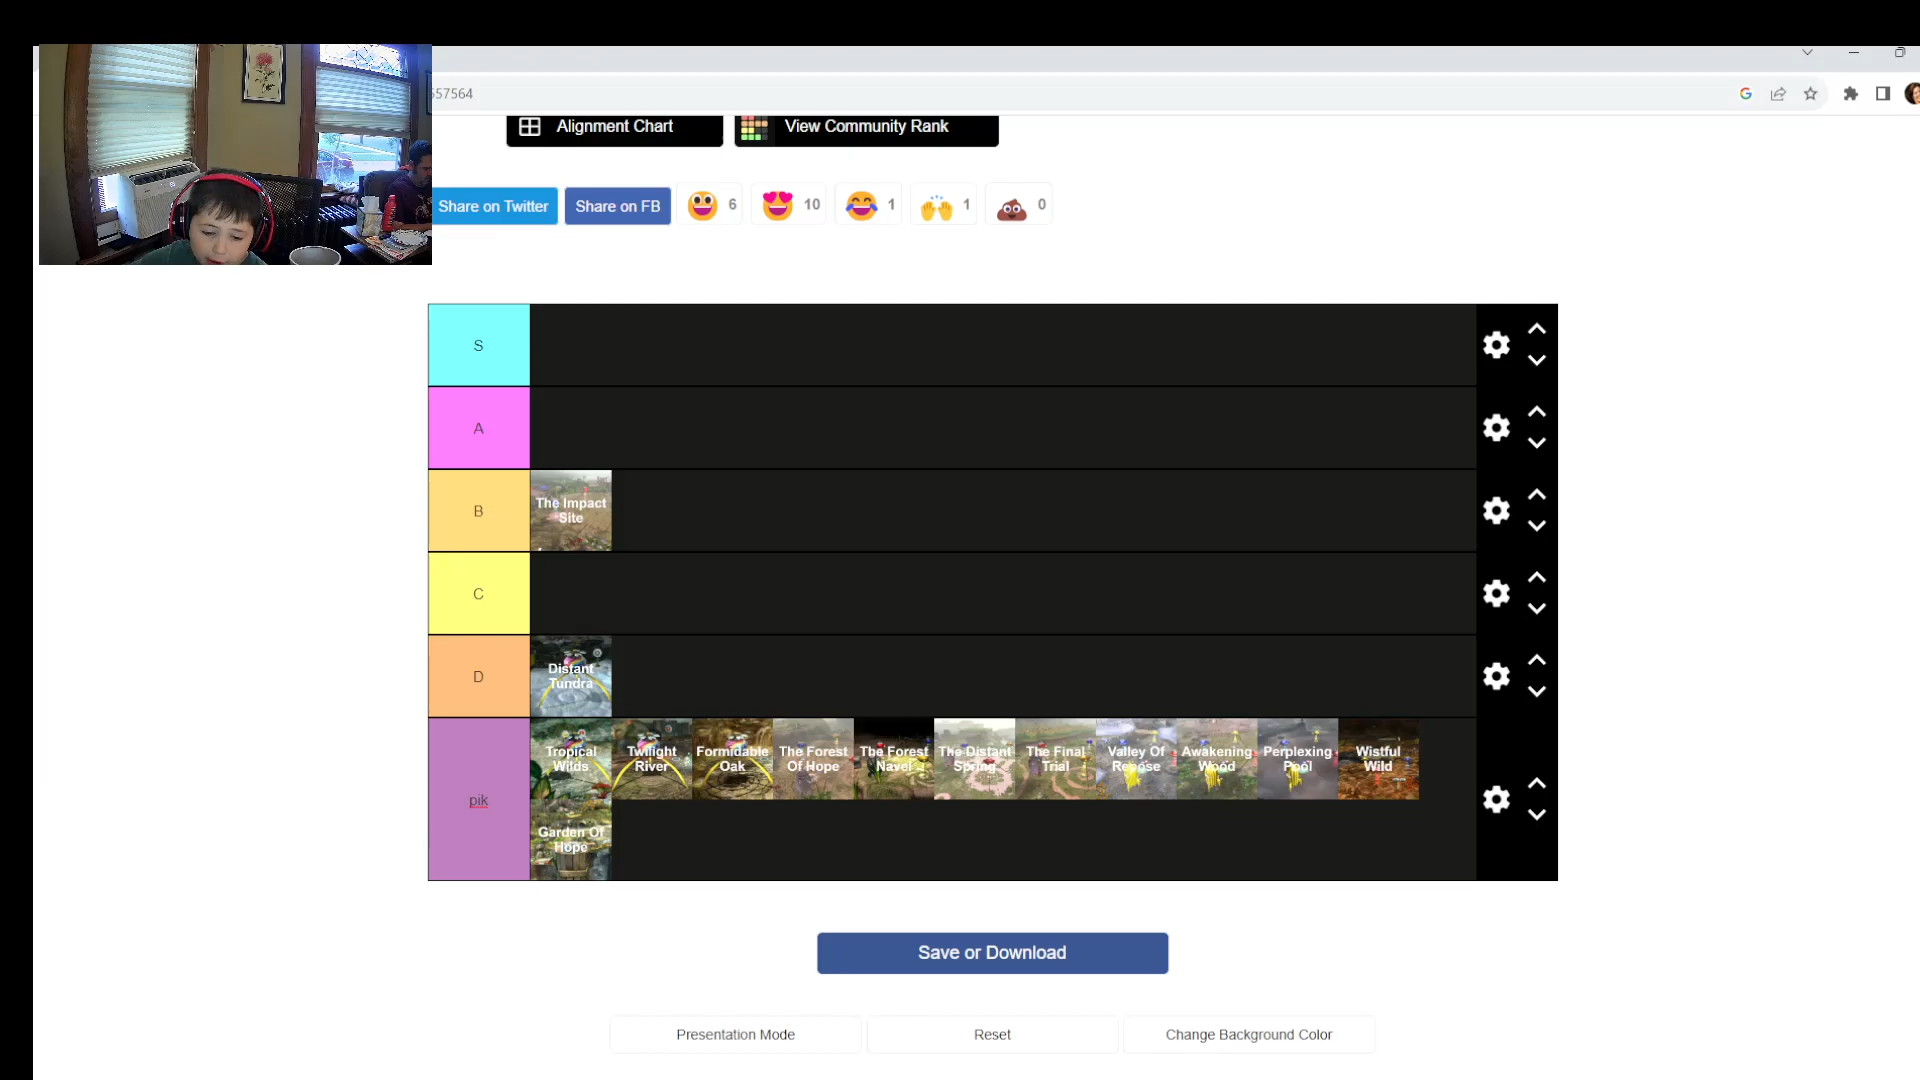 557564
Alignment Chart
View Community Rank
Share on Twitter
Share on FB
6
10
1
1
0
S
A
B
The Impact
Site
C
D
Distant
Tundra
pik
Tropical
Wilds
Twilight
River
Formidable
Oak
The Forest
Of Hope
The Forest
Navel
The Distant
Spring
The Final
Trial
Valley Of
Repose
Awakening
Wood
Perplexing
Pool
Wistful
Wild
Garden Of
Hope
Save or Download
Presentation Mode
Reset
Change Background Color